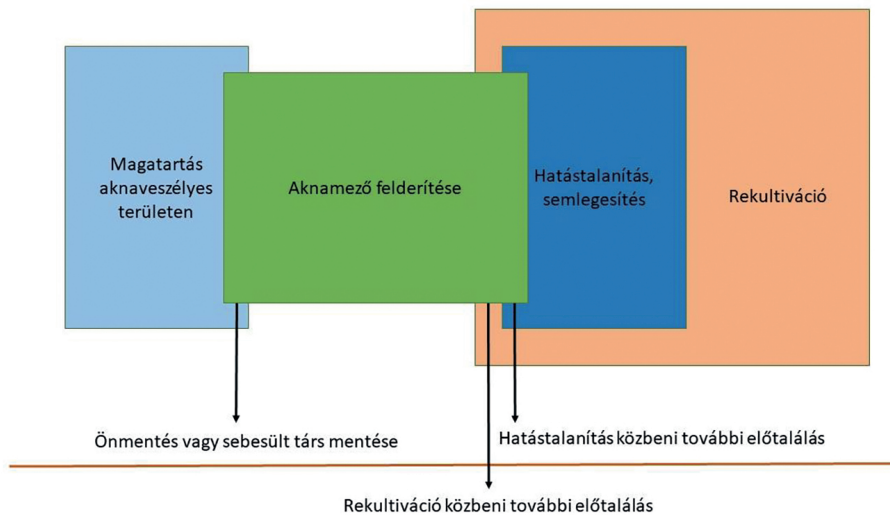 Magatartás
aknaveszélyes
területen
Aknamező felderítése
Hatástalanítás,
semlegesítés
Rekultiváció
Önmentés vagy sebesült társ mentése
Hatástalanítás közbeni további előtalálás
Rekultiváció közbeni további előtalálás